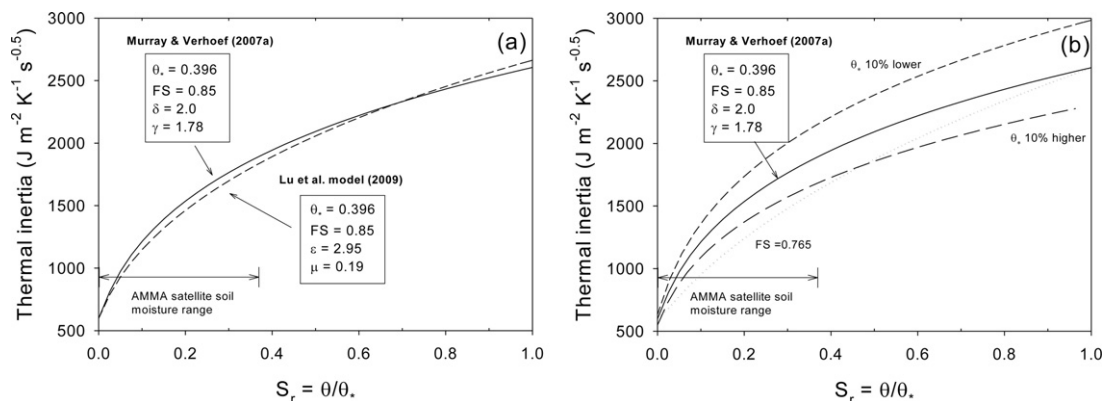 (a)
Murray & Verhoef (2007a)
θ* = 0.396
FS = 0.85
δ = 2.0
γ = 1.78
Lu et al. model (2009)
θ* = 0.396
FS = 0.85
ε = 2.95
μ = 0.19
AMMA satellite soil
moisture range
Thermal inertia (J m⁻² K⁻¹ s⁻⁰·⁵)
3000
2500
2000
1500
1000
500
0.0 0.2 0.4 0.6 0.8 1.0
Sᵣ = θ/θ*
(b)
Murray & Verhoef (2007a)
θ* = 0.396
FS = 0.85
δ = 2.0
γ = 1.78
θ* 10% lower
θ* 10% higher
FS =0.765
AMMA satellite soil
moisture range
Thermal inertia (J m⁻² K⁻¹ s⁻⁰·⁵)
3000
2500
2000
1500
1000
500
0.0 0.2 0.4 0.6 0.8 1.0
Sᵣ = θ/θ*